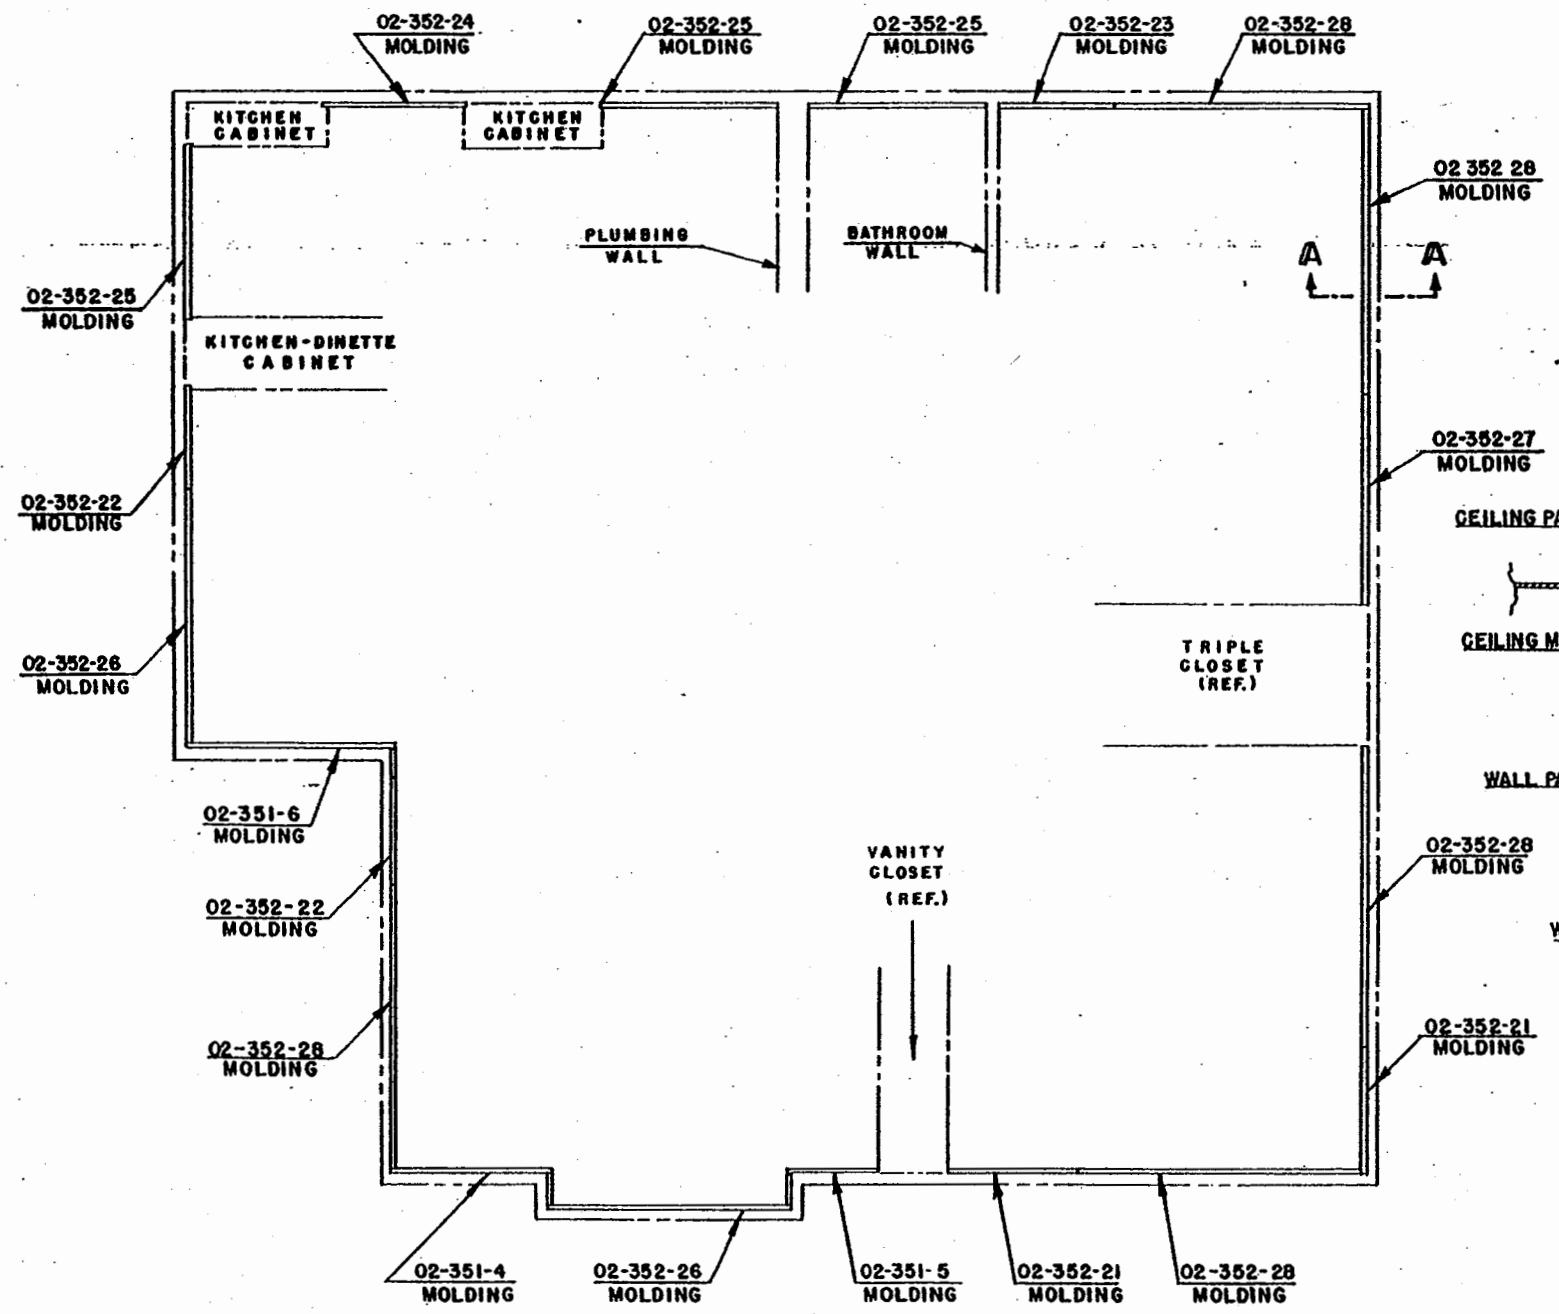 02-352-24
MOLDING
02-352-25
MOLDING
02-352-25
MOLDING
02-352-23
MOLDING
02-352-28
MOLDING
KITCHEN
CABINET
KITCHEN
CABINET
02 352 28
MOLDING
PLUMBING
WALL
BATHROOM
WALL
A
A
02-352-25
MOLDING
KITCHEN-DINETTE
CABINET
02-352-27
MOLDING
02-352-22
MOLDING
CEILING PA
CEILING M
02-352-26
MOLDING
TRIPLE
CLOSET
(REF.)
WALL PA
02-351-6
MOLDING
VANITY
CLOSET
(REF.)
02-352-28
MOLDING
02-352-22
MOLDING
W
02-352-28
MOLDING
02-352-21
MOLDING
02-351-4
MOLDING
02-352-26
MOLDING
02-351-5
MOLDING
02-352-21
MOLDING
02-352-28
MOLDING